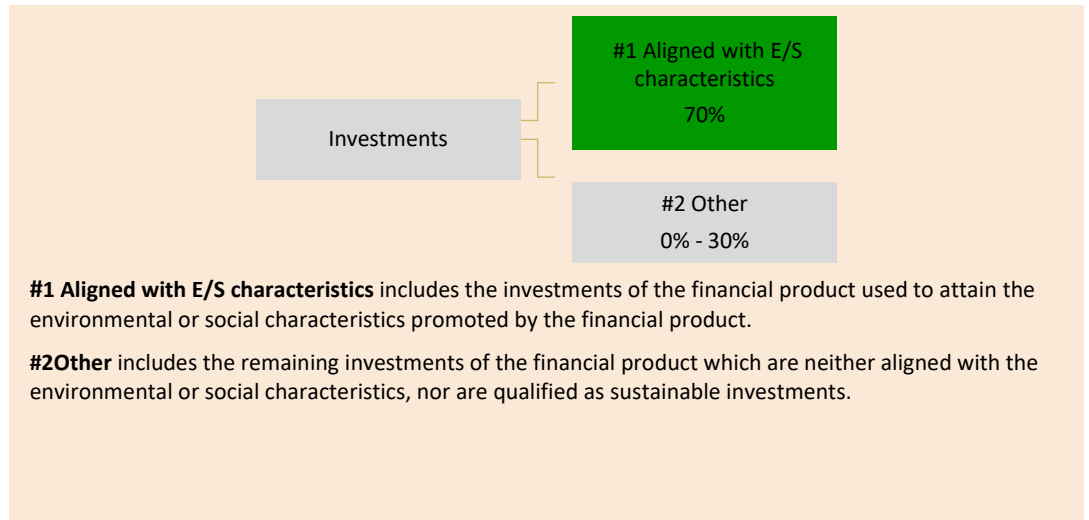 #1 Aligned with E/S
characteristics
70%
Investments
#2 Other
0% - 30%
#1 Aligned with E/S characteristics includes the investments of the financial product used to attain the
environmental or social characteristics promoted by the financial product.
#2Other includes the remaining investments of the financial product which are neither aligned with the
environmental or social characteristics, nor are qualified as sustainable investments.